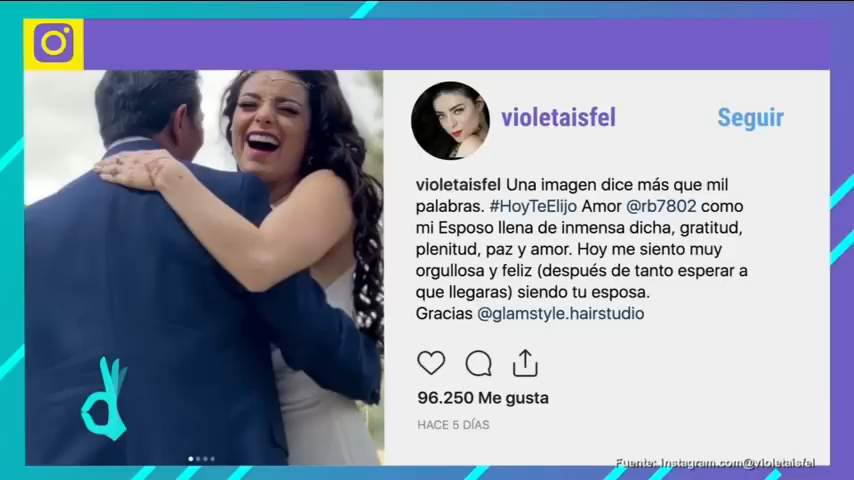 violetaisfel Seguir
violetaisfel Una imagen dice más que mil
palabras. #HoyTeElijo Amor @rb7802 como
mi Esposo llena de inmensa dicha, gratitud,
plenitud, paz y amor. Hoy me siento muy
orgullosa y feliz (después de tanto esperar a
que llegaras) siendo tu esposa.
Gracias @glamstyle.hairstudio
96.250 Me gusta
HACE 5 DÍAS
Fuente: Instagram.com@violetaisfel